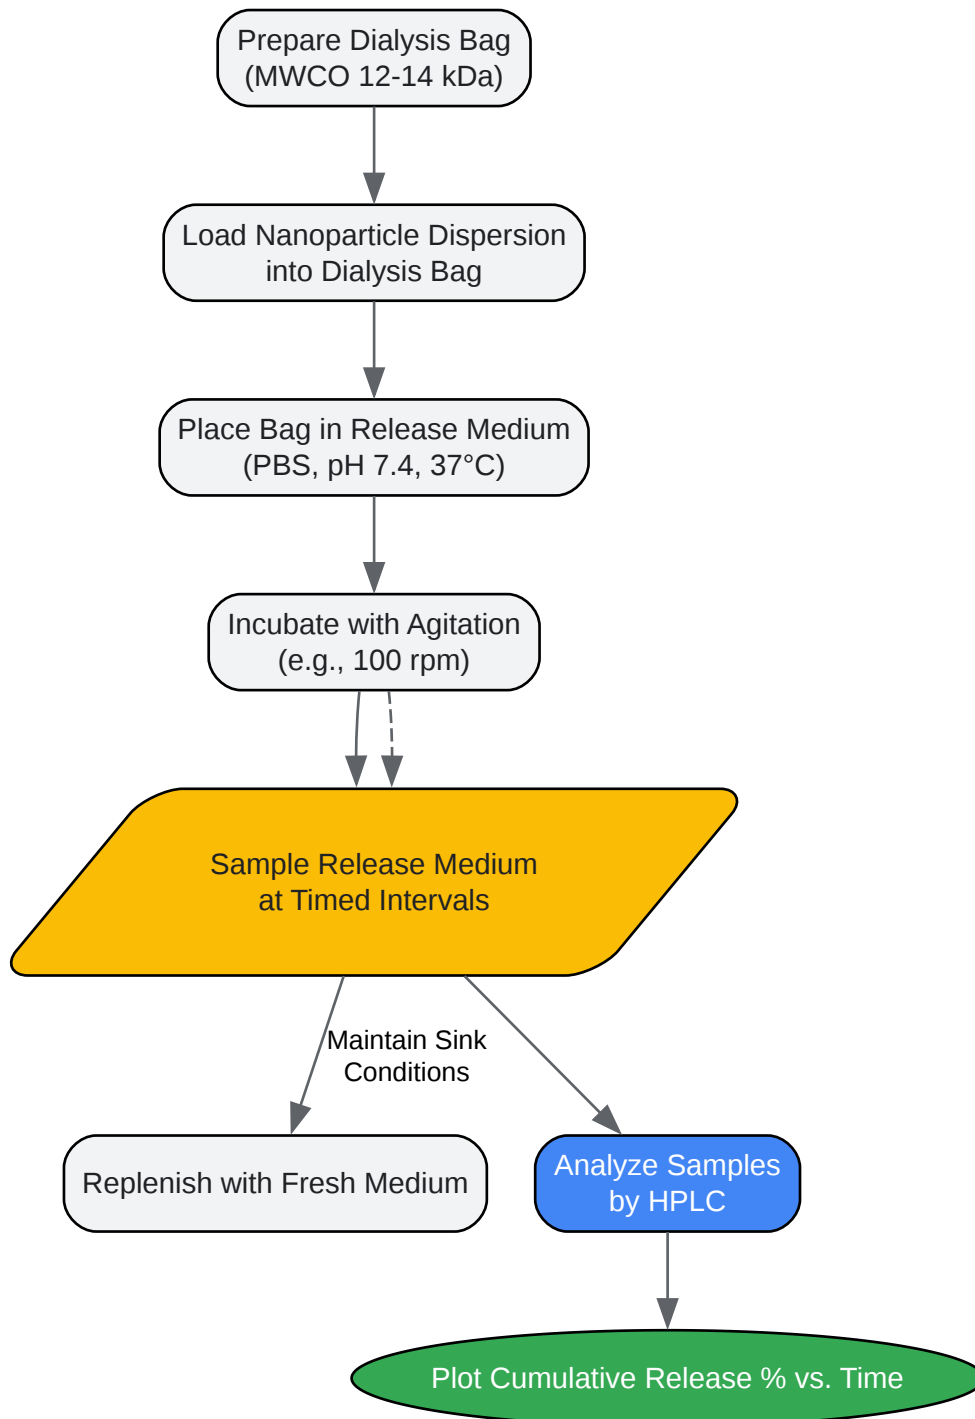 Prepare Dialysis Bag
(MWCO 12-14 kDa)
Load Nanoparticle Dispersion
into Dialysis Bag
Place Bag in Release Medium
(PBS, pH 7.4, 37°C)
Incubate with Agitation
(e.g., 100 rpm)
Sample Release Medium
at Timed Intervals
Maintain Sink
Conditions
Replenish with Fresh Medium
Analyze Samples
by HPLC
Plot Cumulative Release % vs. Time